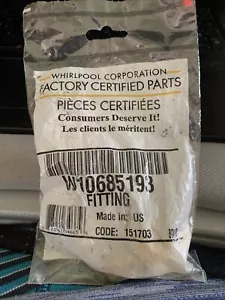 WHIRLPOOL CORPORATION
FACTORY CERTIFIED PARTS
PIÈCES CERTIFIÉES
Consumers Deserve It!
Les clients le méritent!
W10685193
FITTING
Made in: US
CODE: 151703